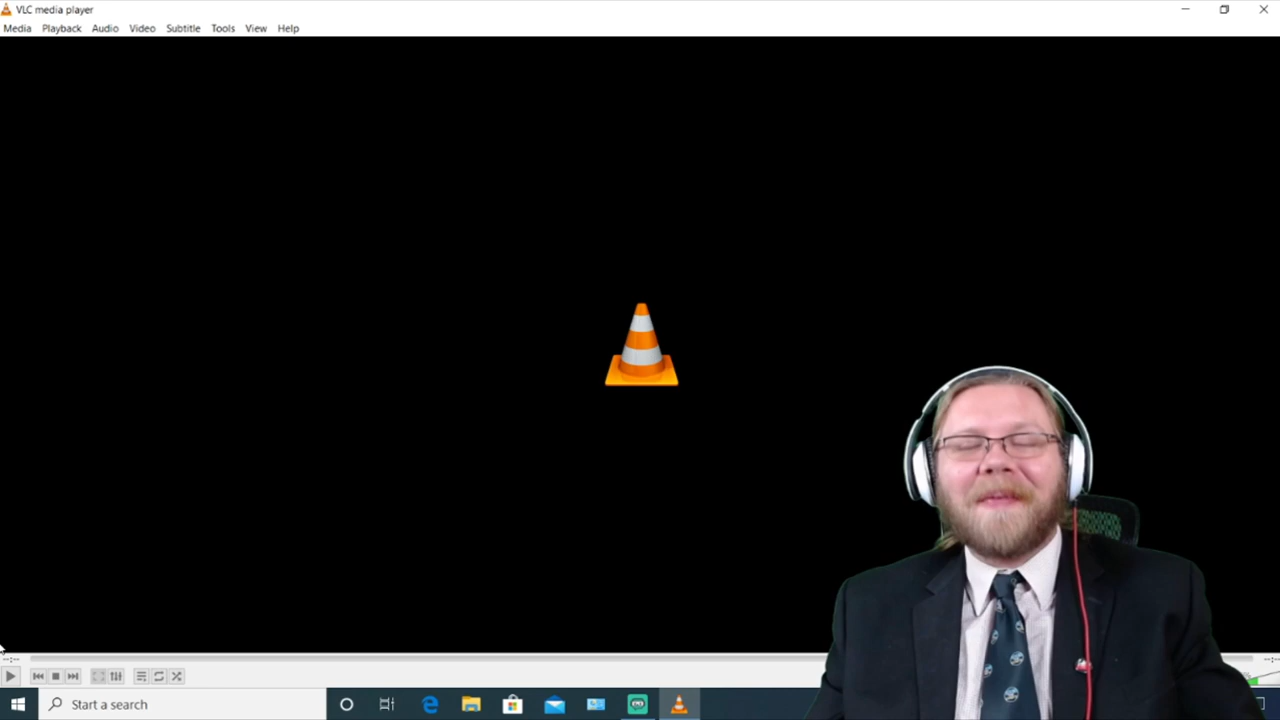 VLC media player
Media Playback Audio Video Subtitle Tools View Help
--:-- --:--
Start a search